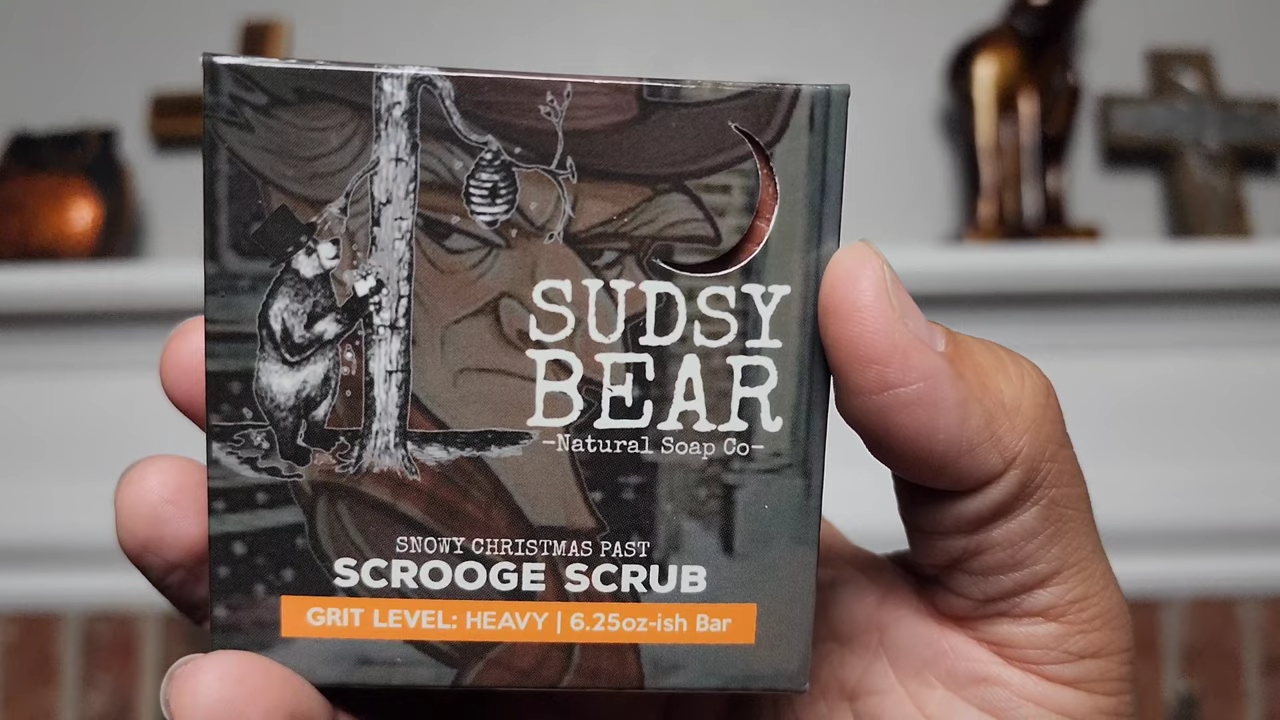 SUDSY
BEAR
-Natural Soap Co-
SNOWY CHRISTMAS PAST
SCROOGE SCRUB
GRIT LEVEL: HEAVY | 6.25oz-ish Bar